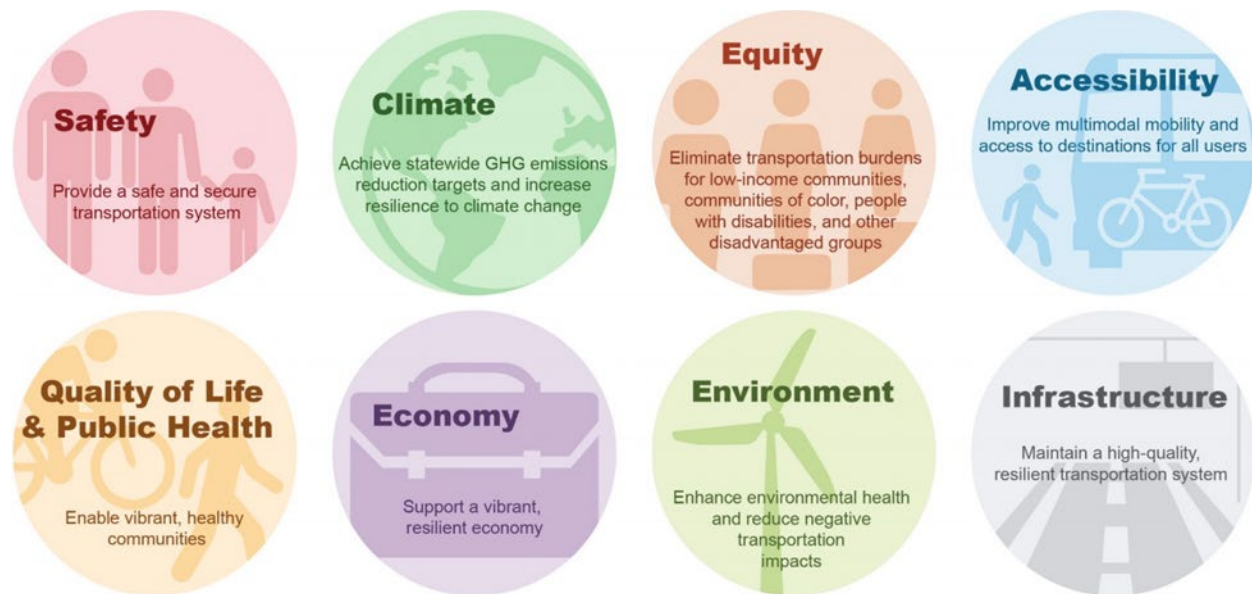 Safety
Provide a safe and secure
transportation system
Climate
Achieve statewide GHG emissions
reduction targets and increase
resilience to climate change
Equity
Eliminate transportation burdens
for low-income communities,
communities of color, people
with disabilities, and other
disadvantaged groups
Accessibility
Improve multimodal mobility and
access to destinations for all users
Quality of Life
& Public Health
Enable vibrant, healthy
communities
Economy
Support a vibrant,
resilient economy
Environment
Enhance environmental health
and reduce negative
transportation
impacts
Infrastructure
Maintain a high-quality,
resilient transportation system